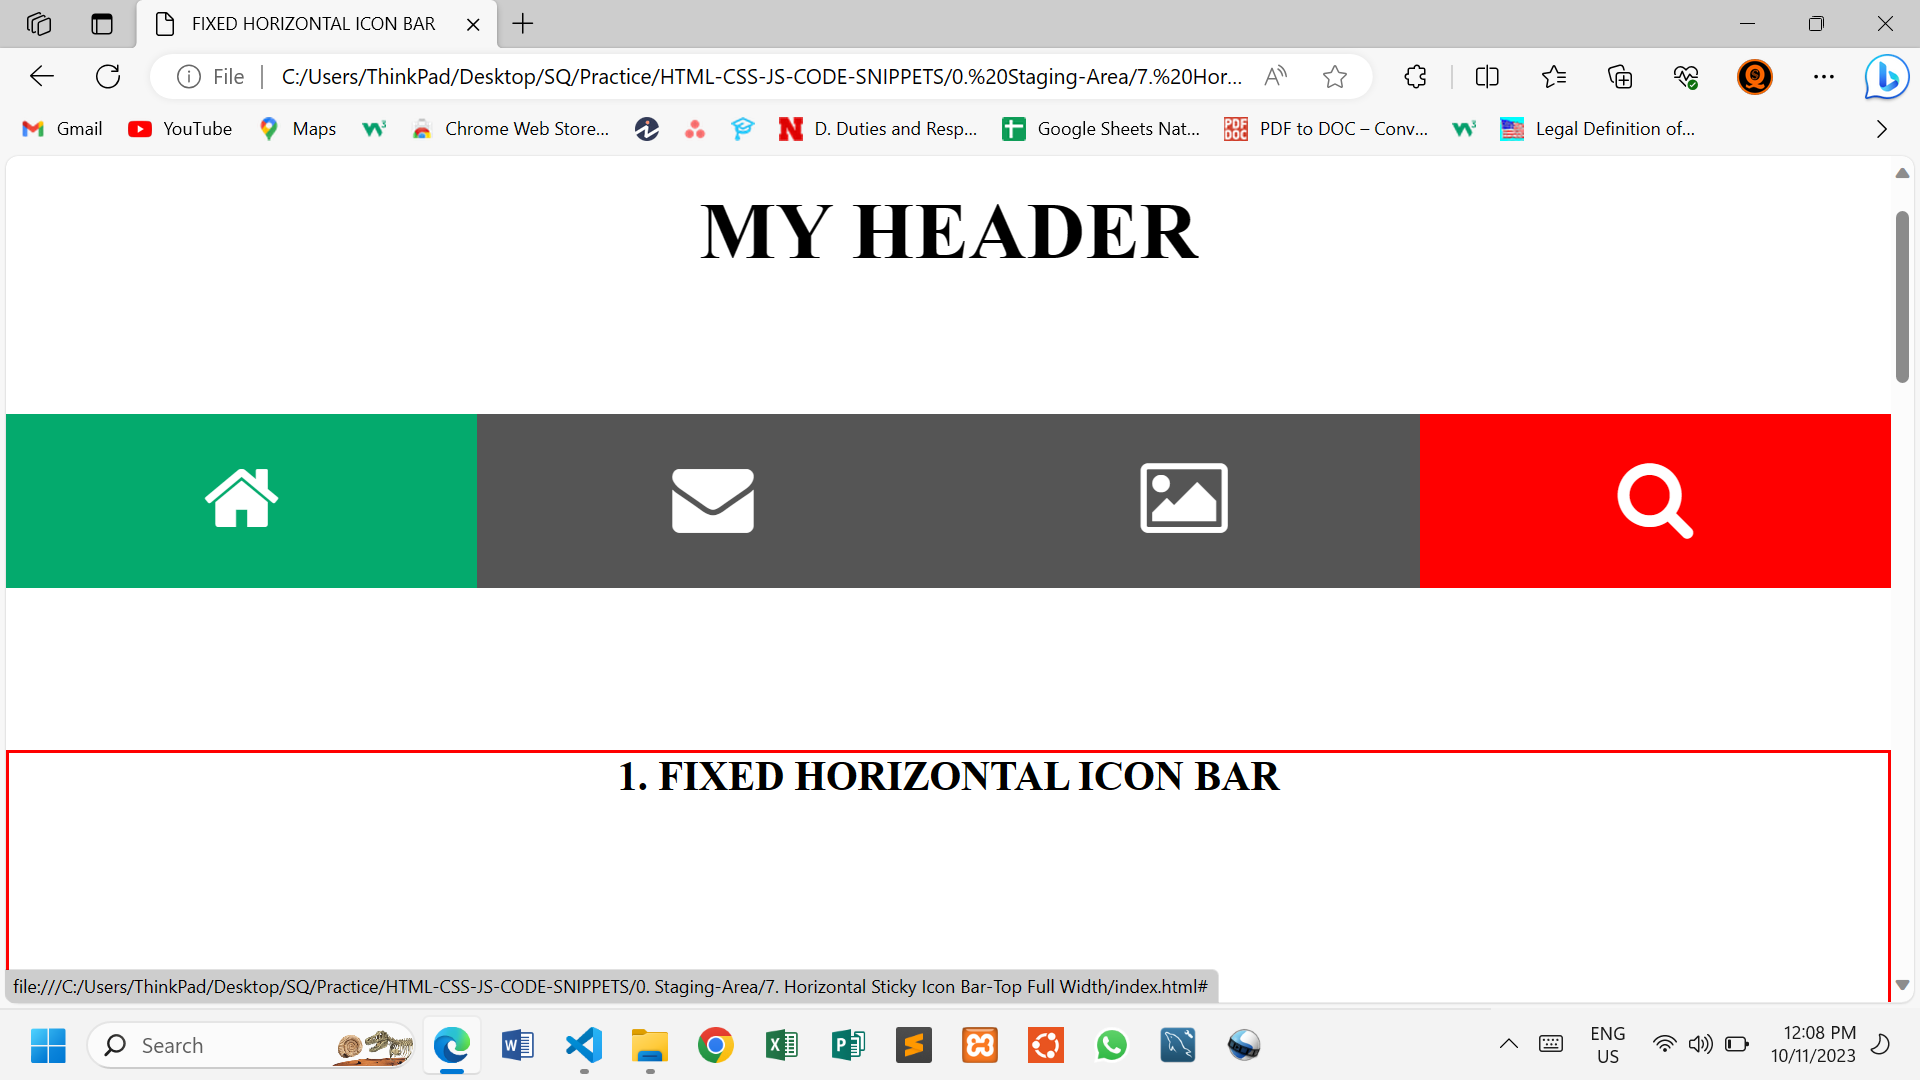 FIXED HORIZONTAL ICON BAR
File C:/Users/ThinkPad/Desktop/SQ/Practice/HTML-CSS-JS-CODE-SNIPPETS/0.%20Staging-Area/7.%20Hor...
Gmail YouTube Maps Chrome Web Store... D. Duties and Resp... Google Sheets Nat... PDF to DOC – Conv... Legal Definition of...
MY HEADER
1. FIXED HORIZONTAL ICON BAR
file:///C:/Users/ThinkPad/Desktop/SQ/Practice/HTML-CSS-JS-CODE-SNIPPETS/0. Staging-Area/7. Horizontal Sticky Icon Bar-Top Full Width/index.html#
Search
ENG
US
12:08 PM
10/11/2023